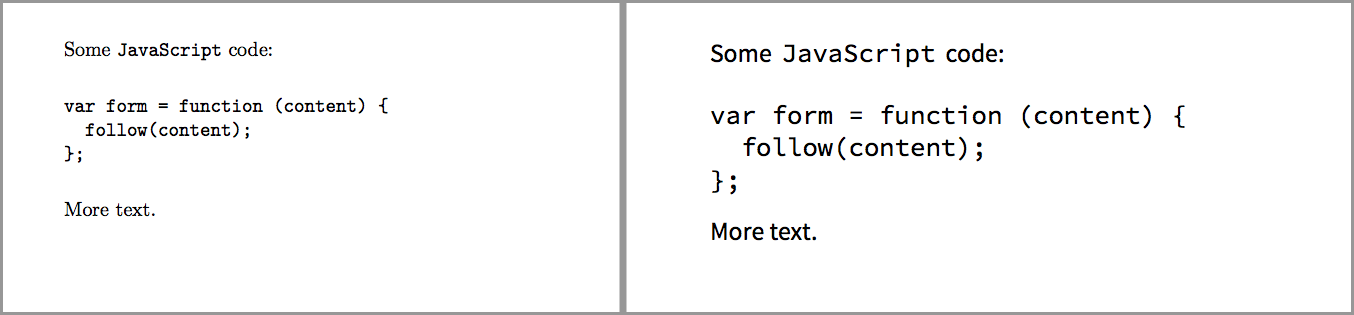 Some JavaScript code:
var form = function (content) {
  follow(content);
};
More text.
Some JavaScript code:
var form = function (content) {
  follow(content);
};
More text.